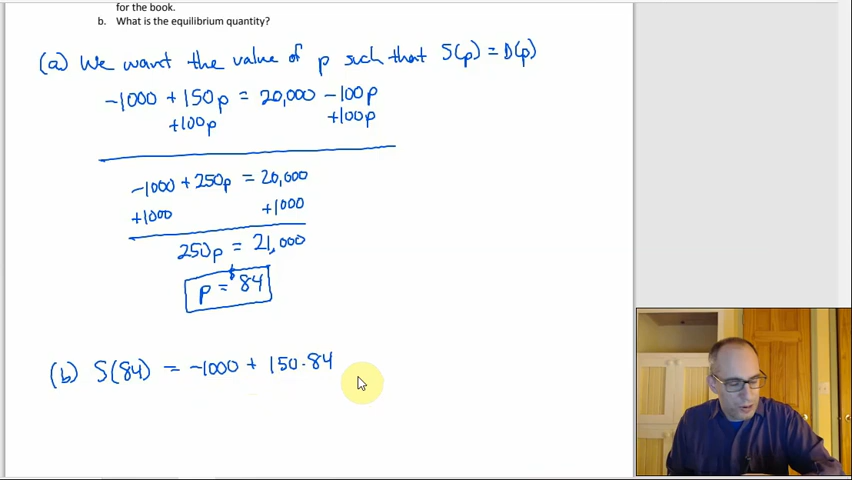 for the book.
b. What is the equilibrium quantity?
(a) We want the value of p such that S(p) = D(p)
-1000 + 150p = 20,000 - 100p
+100p +100p
-1000 + 250p = 20,000
+1000 +1000
250p = 21,000
p = $84
(b) S(84) = -1000 + 150·84